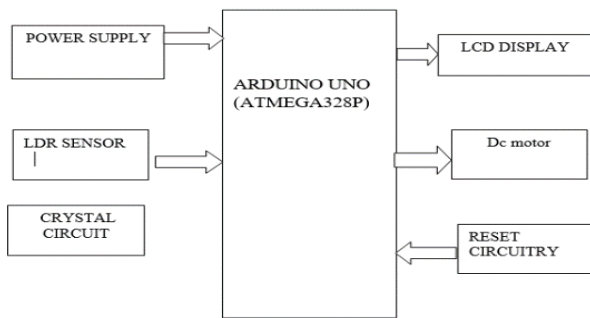 POWER SUPPLY
LCD DISPLAY
ARDUINO UNO
(ATMEGA328P)
LDR SENSOR
Dc motor
CRYSTAL
CIRCUIT
RESET
CIRCUITRY